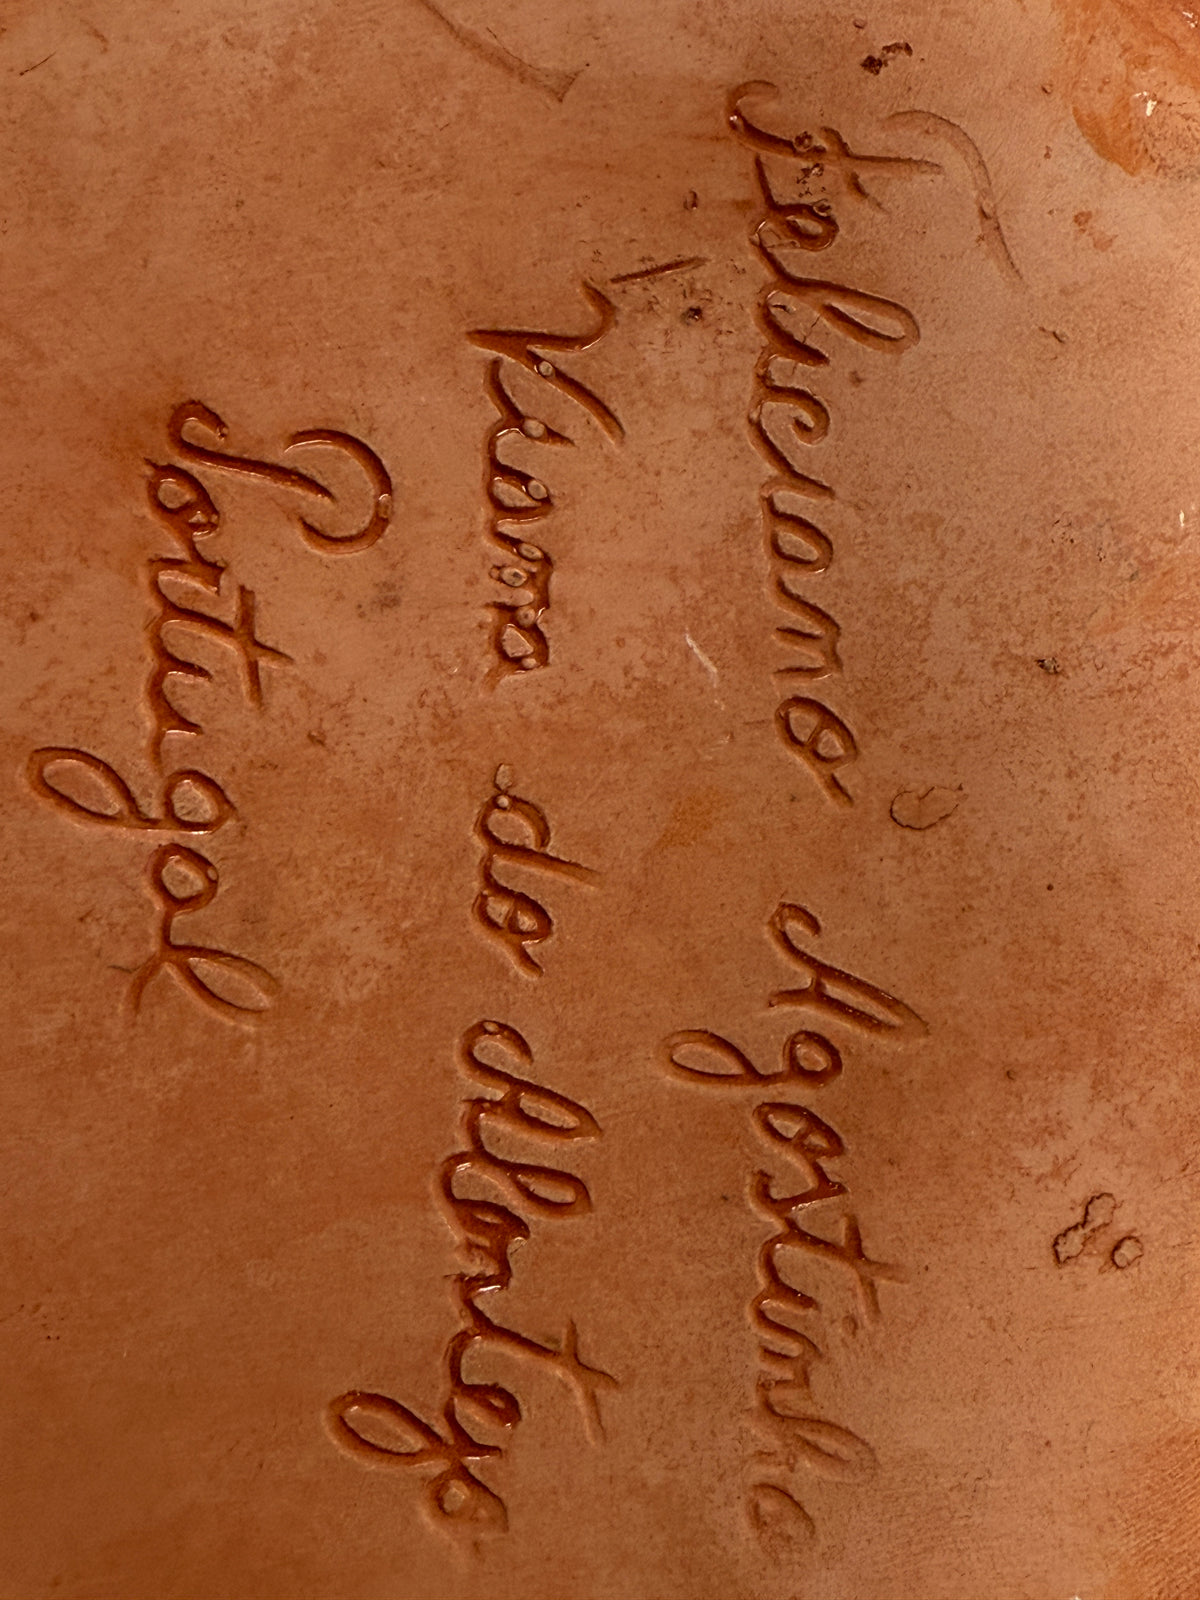 Feliciano Agostinho
Viana do Alentejo
Portugal